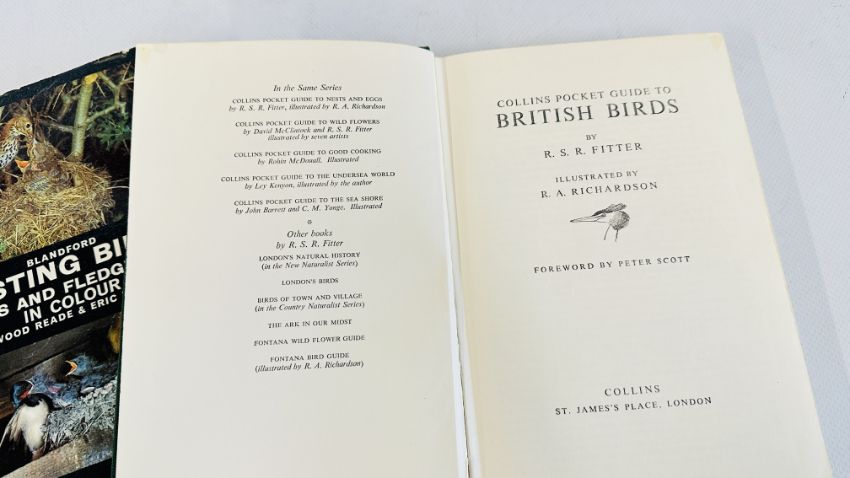 BLANDFORD
STING BI
S AND FLEDG
IN COLOUR
WOOD READE & ERIC
In the Same Series
COLLINS POCKET GUIDE TO NESTS AND EGGS
by R. S. R. Fitter, illustrated by R. A. Richardson
COLLINS POCKET GUIDE TO WILD FLOWERS
by David McClintock and R. S. R. Fitter
illustrated by seven artists
COLLINS POCKET GUIDE TO GOOD COOKING
by Robin McDouall. Illustrated
COLLINS POCKET GUIDE TO THE UNDERSEA WORLD
by Ley Kenyon, illustrated by the author
COLLINS POCKET GUIDE TO THE SEA SHORE
by John Barrett and C. M. Yonge. Illustrated
*
Other books
by R. S. R. Fitter
LONDON'S NATURAL HISTORY
(in the New Naturalist Series)
LONDON'S BIRDS
BIRDS OF TOWN AND VILLAGE
(in the Country Naturalist Series)
THE ARK IN OUR MIDST
FONTANA WILD FLOWER GUIDE
FONTANA BIRD GUIDE
(illustrated by R. A. Richardson)
COLLINS POCKET GUIDE TO
BRITISH BIRDS
BY
R. S. R. FITTER
ILLUSTRATED BY
R. A. RICHARDSON
FOREWORD BY PETER SCOTT
COLLINS
ST. JAMES'S PLACE, LONDON